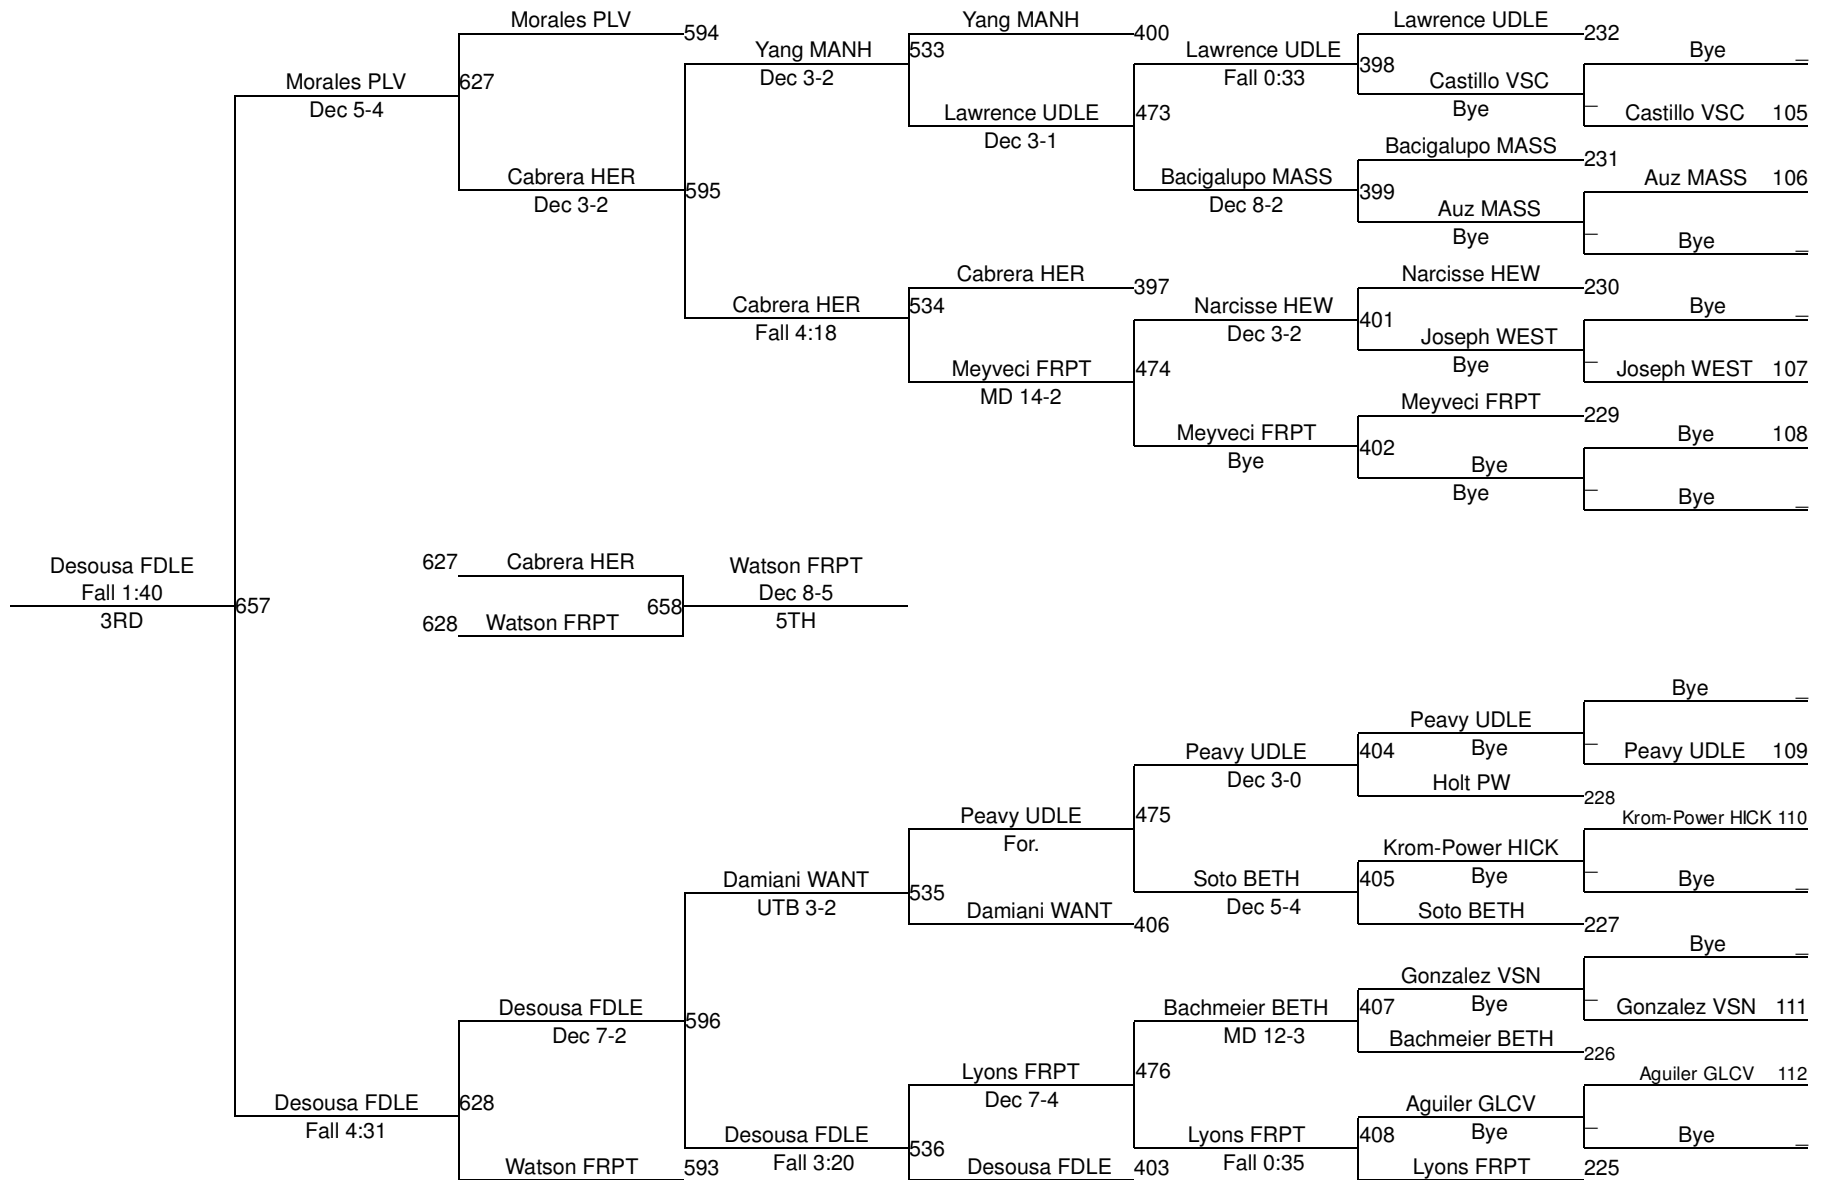 Morales PLV
594
Morales PLV
Dec 5-4
627
Cabrera HER
Dec 3-2
595
Yang MANH
Dec 3-2
533
Yang MANH
400
Lawrence UDLE
Dec 3-1
473
Lawrence UDLE
Fall 0:33
398
Lawrence UDLE
232
Castillo VSC
Bye
Bye _
_
Castillo VSC 105
Bacigalupo MASS
Dec 8-2
399
Bacigalupo MASS
231
Auz MASS
Bye
Auz MASS 106
_
Bye _
Cabrera HER
Fall 4:18
534
Cabrera HER
397
Meyveci FRPT
MD 14-2
474
Narcisse HEW
Dec 3-2
401
Narcisse HEW
230
Joseph WEST
Bye
Bye _
_
Joseph WEST 107
Meyveci FRPT
Bye
402
Meyveci FRPT
229
Bye
Bye
Bye 108
_
Bye _
Desousa FDLE
Fall 1:40
3RD
657
627 Cabrera HER
628 Watson FRPT
658
Watson FRPT
Dec 8-5
5TH
Bye _
_
Peavy UDLE 109
Peavy UDLE
Bye
404
Holt PW
228
Peavy UDLE
Dec 3-0
475
Peavy UDLE
For.
Krom-Power HICK 110
_
Bye _
Krom-Power HICK
Bye
405
Soto BETH
227
Soto BETH
Dec 5-4
Damiani WANT
UTB 3-2
535
Damiani WANT
406
Bye _
_
Gonzalez VSN 111
Gonzalez VSN
Bye
407
Bachmeier BETH
226
Bachmeier BETH
MD 12-3
476
Lyons FRPT
Dec 7-4
Desousa FDLE
Dec 7-2
596
Aguiler GLCV 112
_
Bye _
Aguiler GLCV
Bye
408
Lyons FRPT
225
Lyons FRPT
Fall 0:35
Desousa FDLE
Fall 3:20
536
Desousa FDLE
403
Desousa FDLE
Fall 4:31
628
Watson FRPT
593